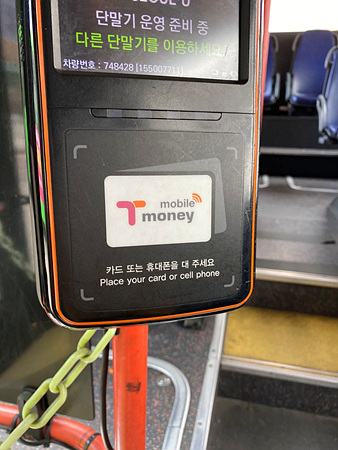 단말기 운영 준비 중
다른 단말기를 이용하세요/
차량번호 : 748428 [155007711]
mobile
T money
카드 또는 휴대폰을 대 주세요
Place your card or cell phone